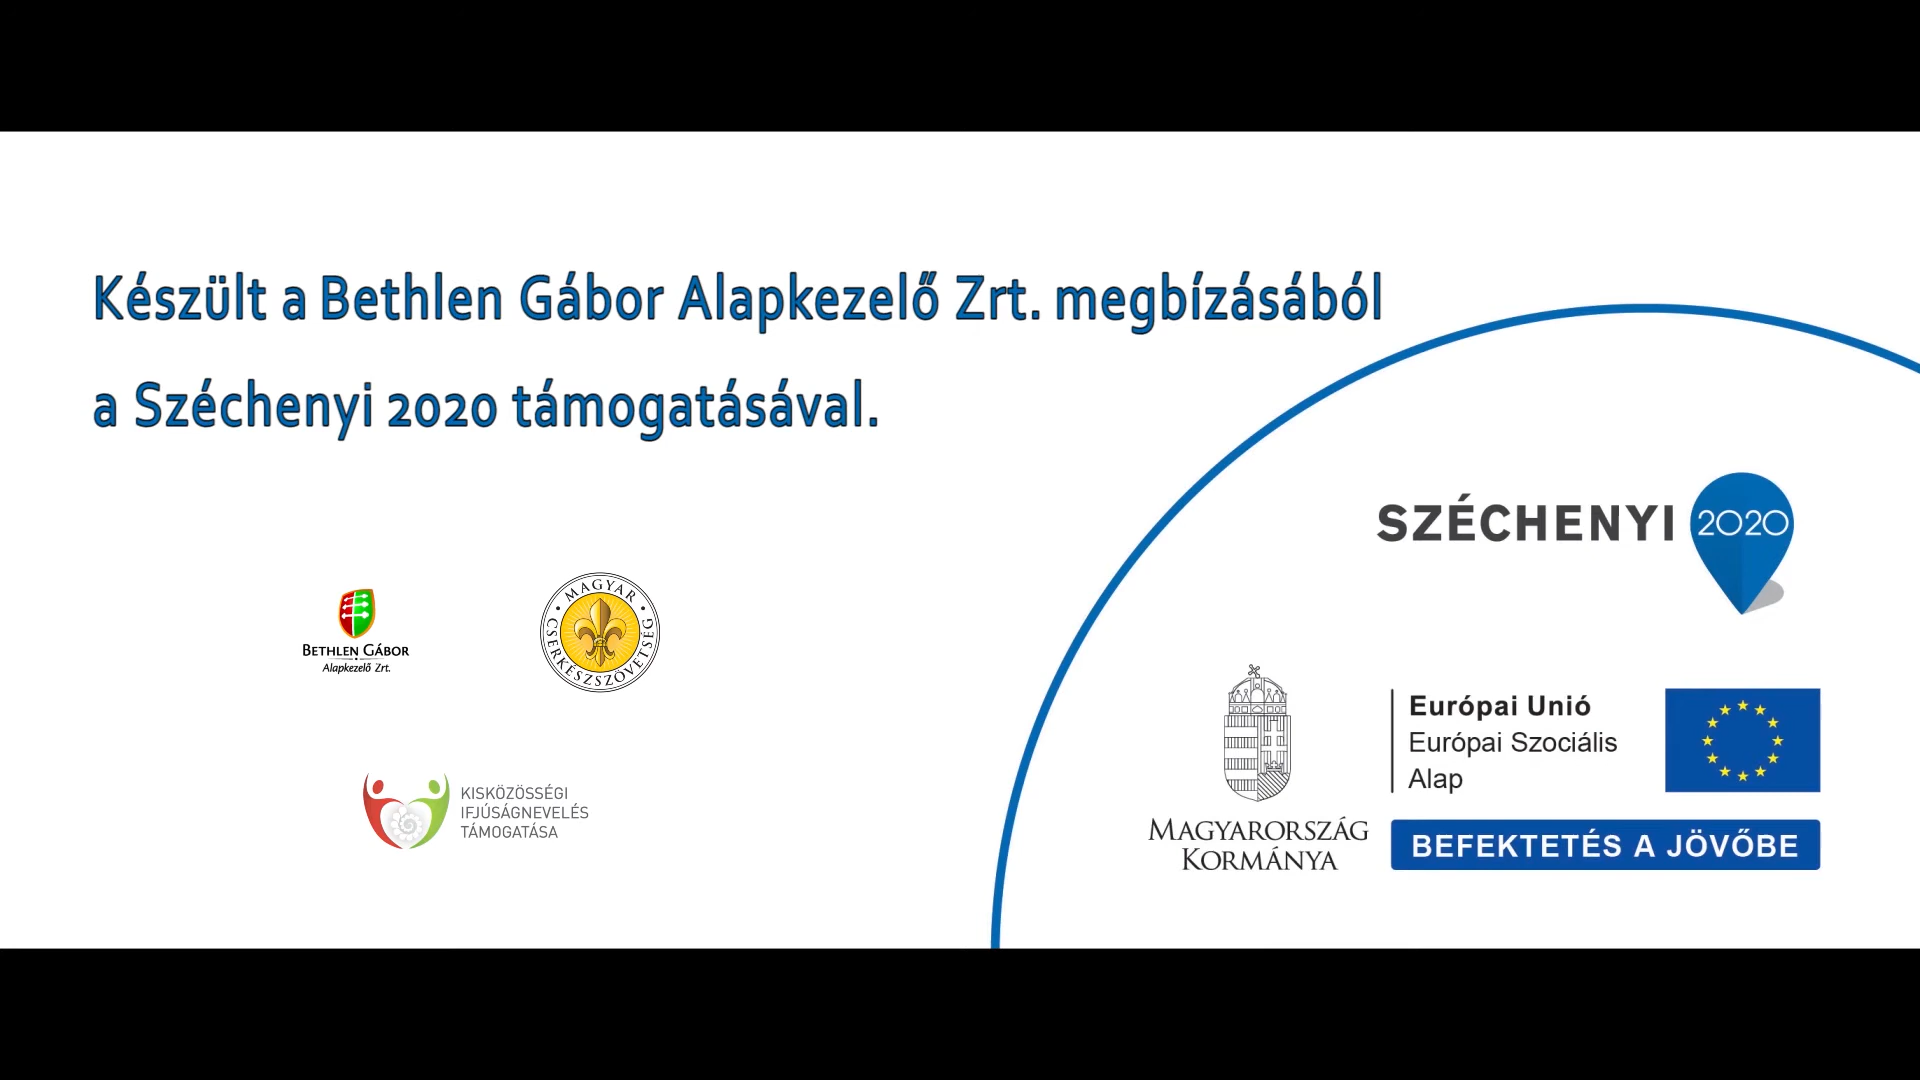 Készült a Bethlen Gábor Alapkezelő Zrt. megbízásából
a Széchenyi 2020 támogatásával.
SZÉCHENYI 2020
BETHLEN GÁBOR
Alapkezelő Zrt.
MAGYAR
CSERKÉSZSZÖVETSÉG
KISKÖZÖSSÉGI
IFJÚSÁGNEVELÉS
TÁMOGATÁSA
MAGYARORSZÁG
KORMÁNYA
Európai Unió
Európai Szociális
Alap
BEFEKTETÉS A JÖVŐBE